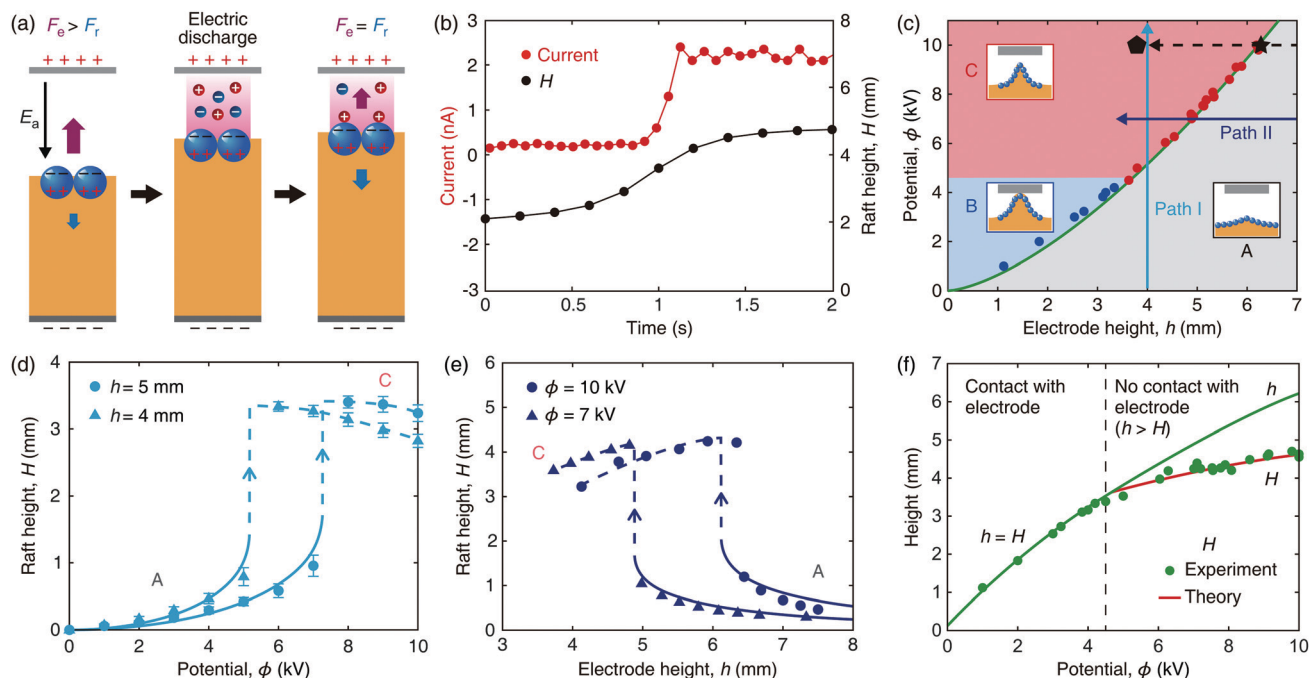 (a)
Fe > Fr
Electric
discharge
Fe = Fr
+ + + +
+ + + +
+ + + +
Ea
− − − −
− − − −
− − − −
(b)
Current
H
Current (nA)
3
2
1
0
-1
-2
-3
Raft height, H (mm)
8
6
4
2
0
0
0.5
1
1.5
2
Time (s)
(c)
C
B
A
Path I
Path II
Potential, ϕ (kV)
10
8
6
4
2
0
0
1
2
3
4
5
6
7
Electrode height, h (mm)
(d)
h = 5 mm
h = 4 mm
C
A
Raft height, H (mm)
4
3
2
1
0
0
2
4
6
8
10
Potential, ϕ (kV)
(e)
ϕ = 10 kV
ϕ = 7 kV
C
A
Raft height, H (mm)
6
5
4
3
2
1
0
3
4
5
6
7
8
Electrode height, h (mm)
(f)
Contact with
electrode
No contact with
electrode
(h > H)
h
H
h = H
H
Experiment
Theory
Height (mm)
7
6
5
4
3
2
1
0
0
2
4
6
8
10
Potential, ϕ (kV)